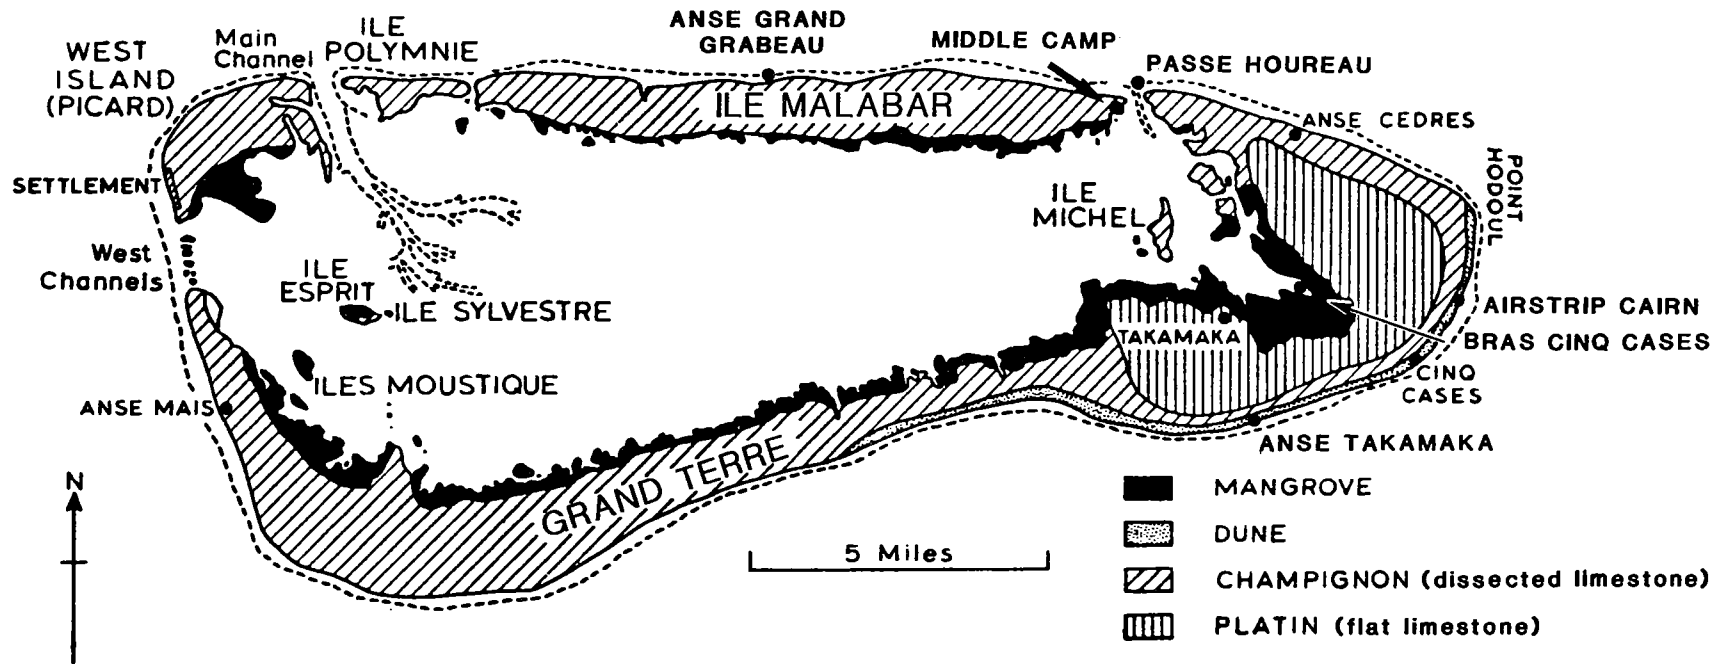 WEST
ISLAND
(PICARD)
Main
Channel
ILE
POLYMNIE
ANSE GRAND
GRABEAU
MIDDLE CAMP
PASSE HOUREAU
ILE MALABAR
ANSE CEDRES
POINT
HODOUL
SETTLEMENT
ILE
MICHEL
West
Channels
ILE
ESPRIT
ILE SYLVESTRE
AIRSTRIP CAIRN
TAKAMAKA
BRAS CINQ CASES
ILES MOUSTIQUE
CINQ
CASES
ANSE MAIS
ANSE TAKAMAKA
GRAND TERRE
N
5 Miles
MANGROVE
DUNE
CHAMPIGNON (dissected limestone)
PLATIN (flat limestone)